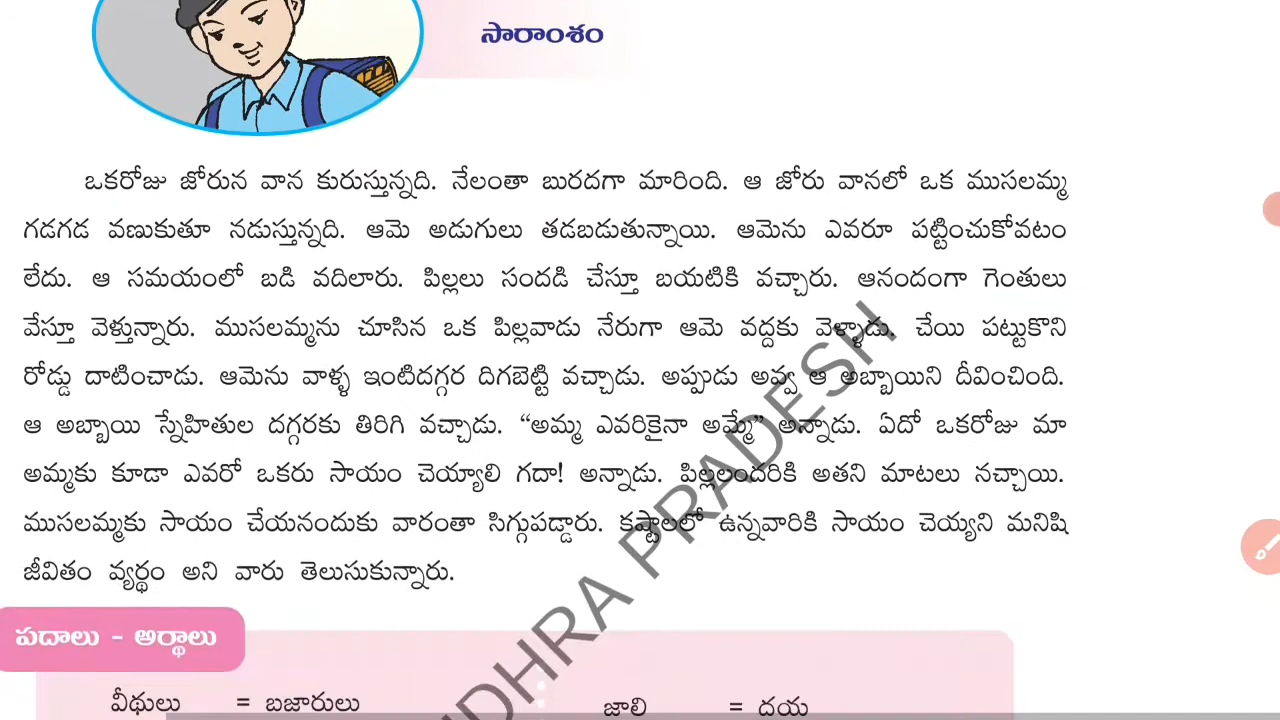 సారాంశం
ఒకరోజు జోరున వాన కురుస్తున్నది. నేలంతా బురదగా మారింది. ఆ జోరు వానలో ఒక ముసలమ్మ
గడగడ వణుకుతూ నడుస్తున్నది. ఆమె అడుగులు తడబడుతున్నాయి. ఆమెను ఎవరూ పట్టించుకోవటం
లేదు. ఆ సమయంలో బడి వదిలారు. పిల్లలు సందడి చేస్తూ బయటికి వచ్చారు. ఆనందంగా గెంతులు
వేస్తూ వెళ్తున్నారు. ముసలమ్మను చూసిన ఒక పిల్లవాడు నేరుగా ఆమె వద్దకు వెళ్ళాడు. చేయి పట్టుకొని
రోడ్డు దాటించాడు. ఆమెను వాళ్ళ ఇంటిదగ్గర దిగబెట్టి వచ్చాడు. అప్పుడు అవ్వ ఆ అబ్బాయిని దీవించింది.
ఆ అబ్బాయి స్నేహితుల దగ్గరకు తిరిగి వచ్చాడు. “అమ్మ ఎవరికైనా అమ్మే” అన్నాడు. ఏదో ఒకరోజు మా
అమ్మకు కూడా ఎవరో ఒకరు సాయం చెయ్యాలి గదా! అన్నాడు. పిల్లలందరికి అతని మాటలు నచ్చాయి.
ముసలమ్మకు సాయం చేయనందుకు వారంతా సిగ్గుపడ్డారు. కష్టాలలో ఉన్నవారికి సాయం చెయ్యని మనిషి
జీవితం వ్యర్థం అని వారు తెలుసుకున్నారు.
పదాలు - అర్థాలు
వీథులు = బజారులు
జాలి = దయ
NDHRA PRADESH